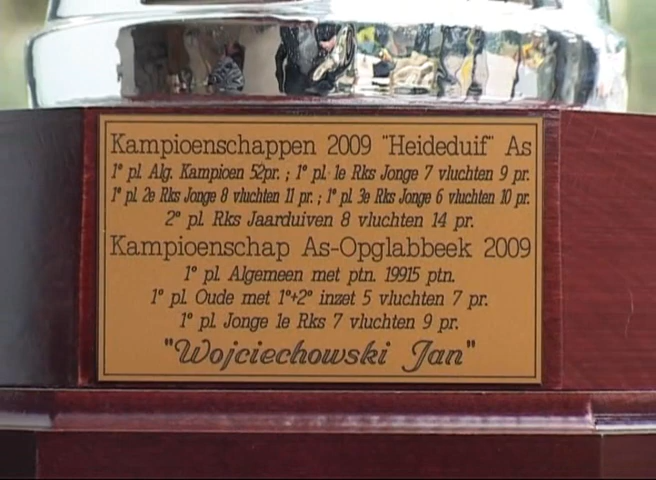 Kampioenschappen 2009 "Heideduif" As
1° pl. Alg. Kampioen 52pr. ; 1° pl. 1e Rks Jonge 7 vluchten 9 pr.
1° pl. 2e Rks Jonge 8 vluchten 11 pr. ; 1° pl. 3e Rks Jonge 6 vluchten 10 pr.
2° pl. Rks Jaarduiven 8 vluchten 14 pr.
Kampioenschap As-Opglabbeek 2009
1° pl. Algemeen met ptn. 19915 ptn.
1° pl. Oude met 1°+2° inzet 5 vluchten 7 pr.
1° pl. Jonge 1e Rks 7 vluchten 9 pr.
"Wojciechowski Jan"